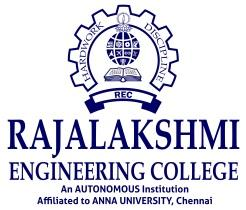 HARDWORK DISCIPLINE
REC
RAJALAKSHMI
ENGINEERING COLLEGE
An AUTONOMOUS Institution
Affiliated to ANNA UNIVERSITY, Chennai